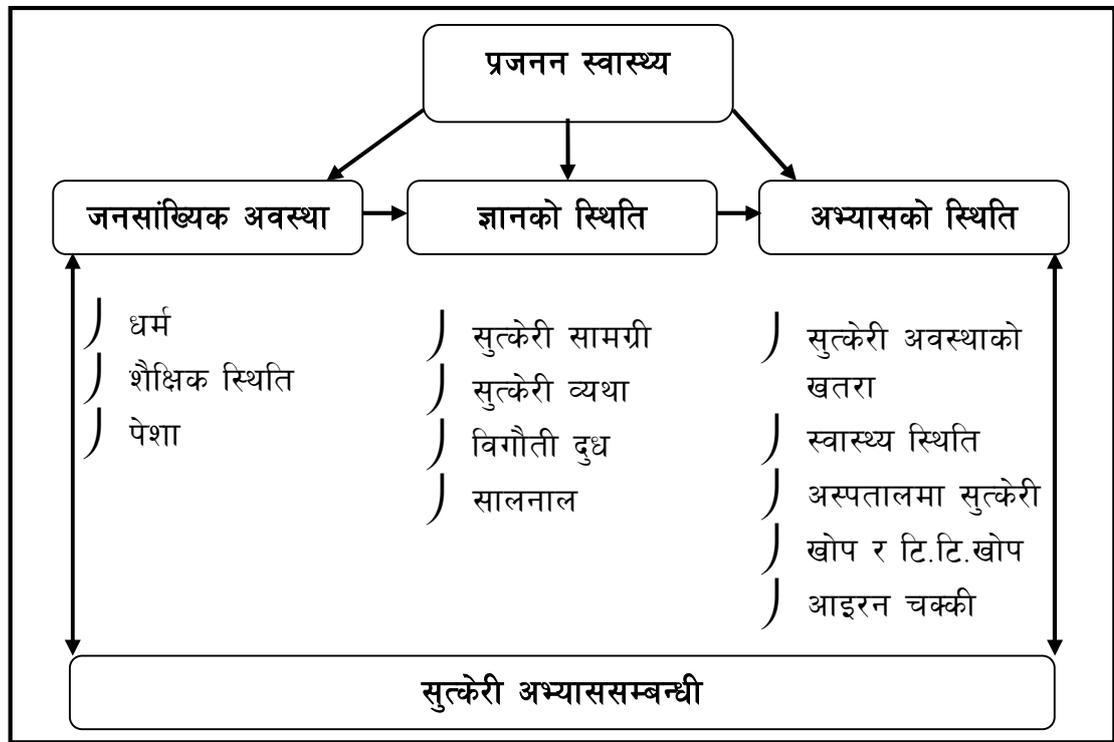 प्रजनन स्वास्थ्य
जनसांख्यिक अवस्था
ज्ञानको स्थिति
अभ्यासको स्थिति
धर्म
शैक्षिक स्थिति
पेशा
सुत्केरी सामग्री
सुत्केरी व्यथा
विगौती दुध
सालनाल
सुत्केरी अवस्थाको
खतरा
स्वास्थ्य स्थिति
अस्पतालमा सुत्केरी
खोप र टि.टि.खोप
आइरन चक्की
सुत्केरी अभ्याससम्बन्धी